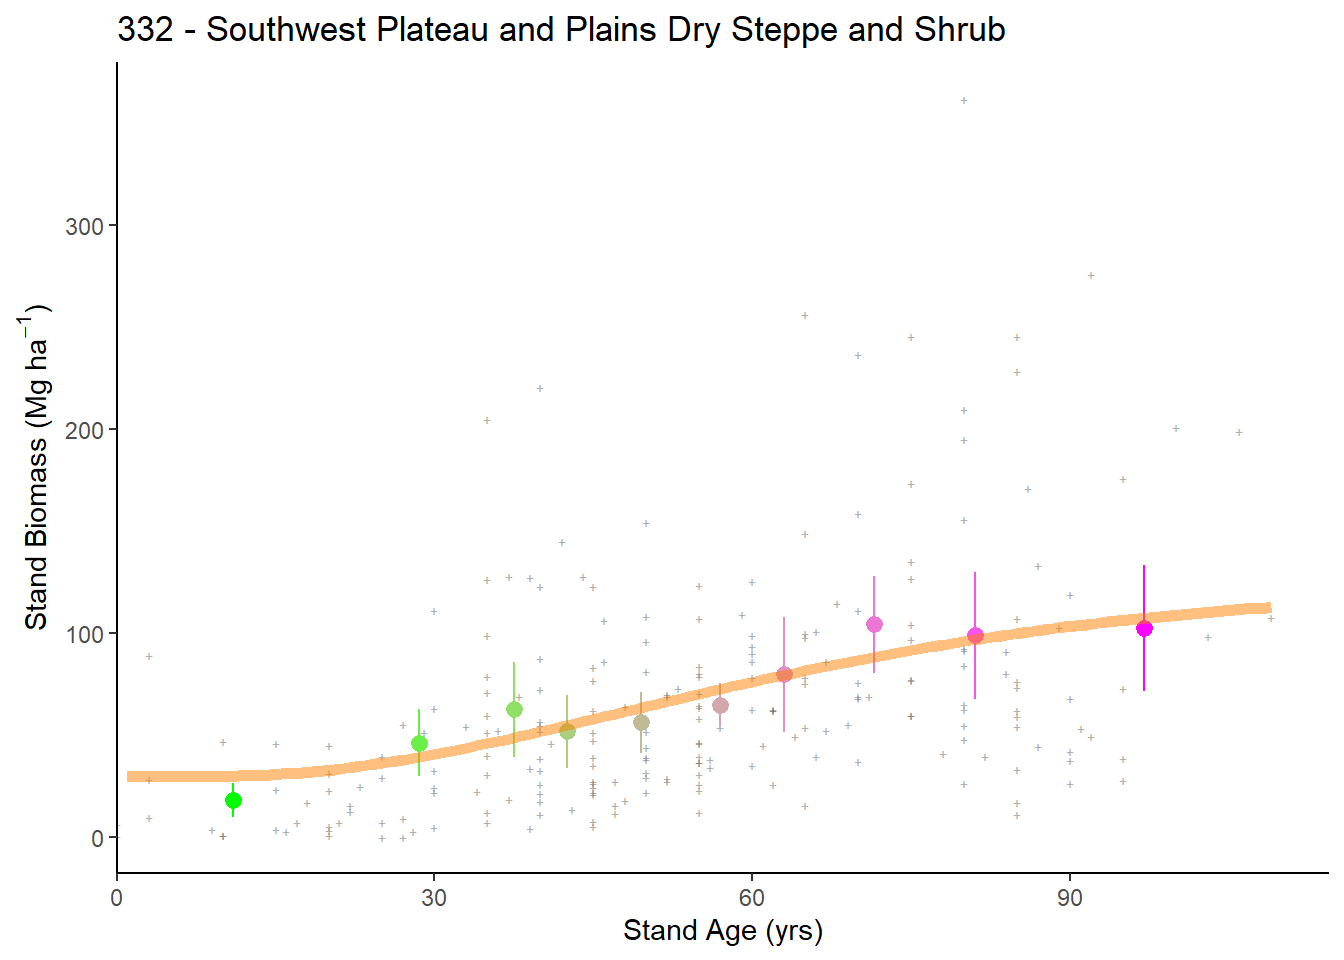 332 - Southwest Plateau and Plains Dry Steppe and Shrub
Stand Biomass (Mg ha⁻¹)
300
200
100
0
0 30 60 90
Stand Age (yrs)